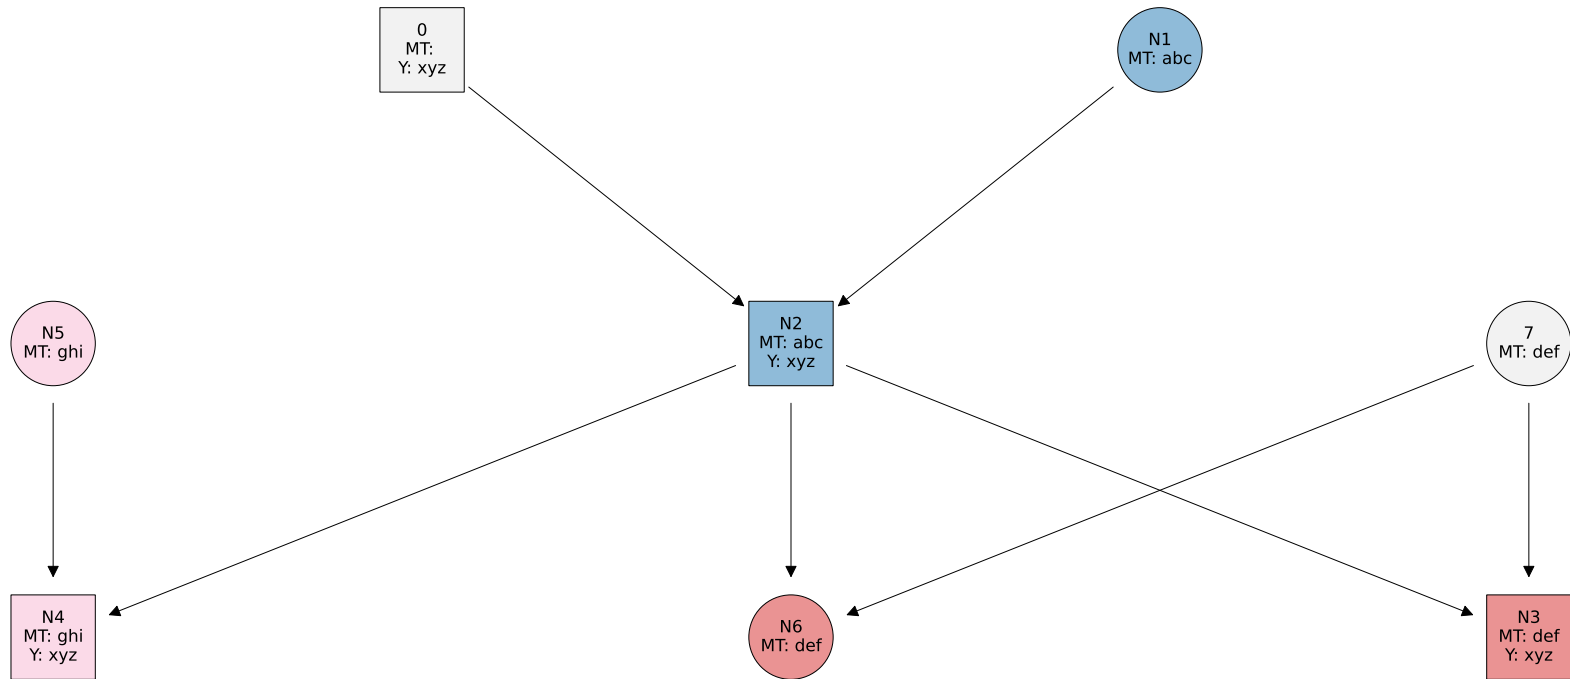 0
MT:
Y: xyz
N1
MT: abc
N5
MT: ghi
N2
MT: abc
Y: xyz
7
MT: def
N4
MT: ghi
Y: xyz
N6
MT: def
N3
MT: def
Y: xyz